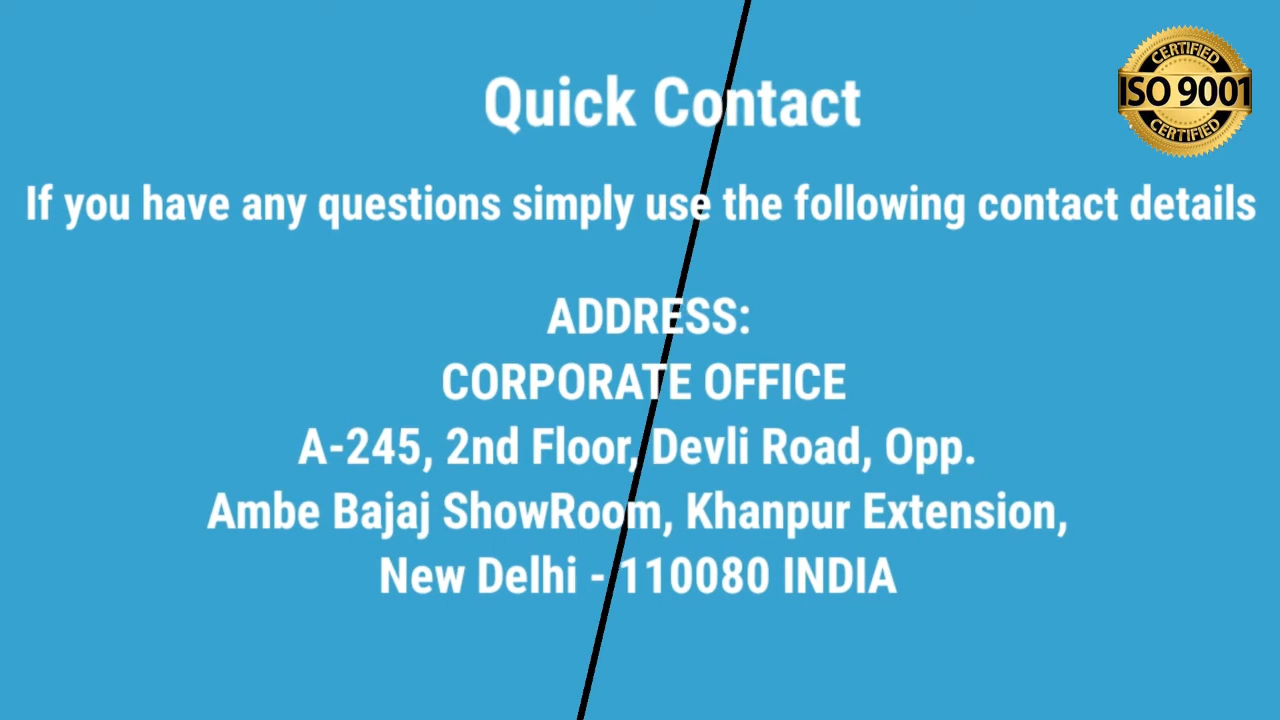 Quick Contact
CERTIFIED
ISO 9001
CERTIFIED
If you have any questions simply use the following contact details
ADDRESS:
CORPORATE OFFICE
A-245, 2nd Floor, Devli Road, Opp.
Ambe Bajaj ShowRoom, Khanpur Extension,
New Delhi - 110080 INDIA